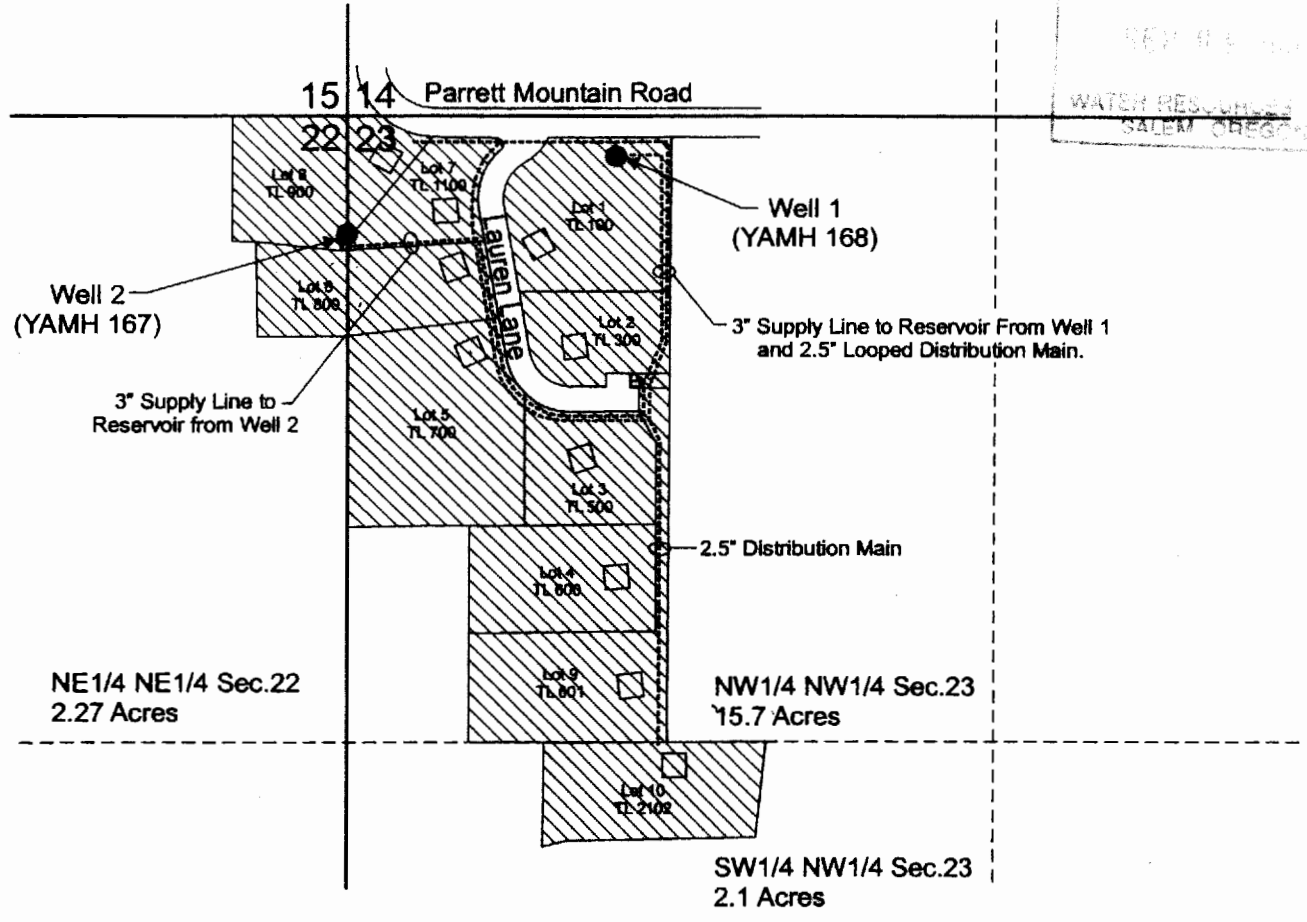 WATER RESOURCES
SALEM OREGON
15 14
Parrett Mountain Road
22 23
Lot 8
TL 900
Lot 7
TL 1100
Lot 1
TL 100
Well 1
(YAMH 168)
Lauren Lane
Well 2
(YAMH 167)
Lot 6
TL 800
Lot 2
TL 300
3" Supply Line to Reservoir From Well 1
and 2.5" Looped Distribution Main.
3" Supply Line to
Reservoir from Well 2
Lot 5
TL 700
Lot 3
TL 500
2.5" Distribution Main
Lot 4
TL 600
Lot 9
TL 601
NE1/4 NE1/4 Sec.22
2.27 Acres
NW1/4 NW1/4 Sec.23
15.7 Acres
Lot 10
TL 2102
SW1/4 NW1/4 Sec.23
2.1 Acres